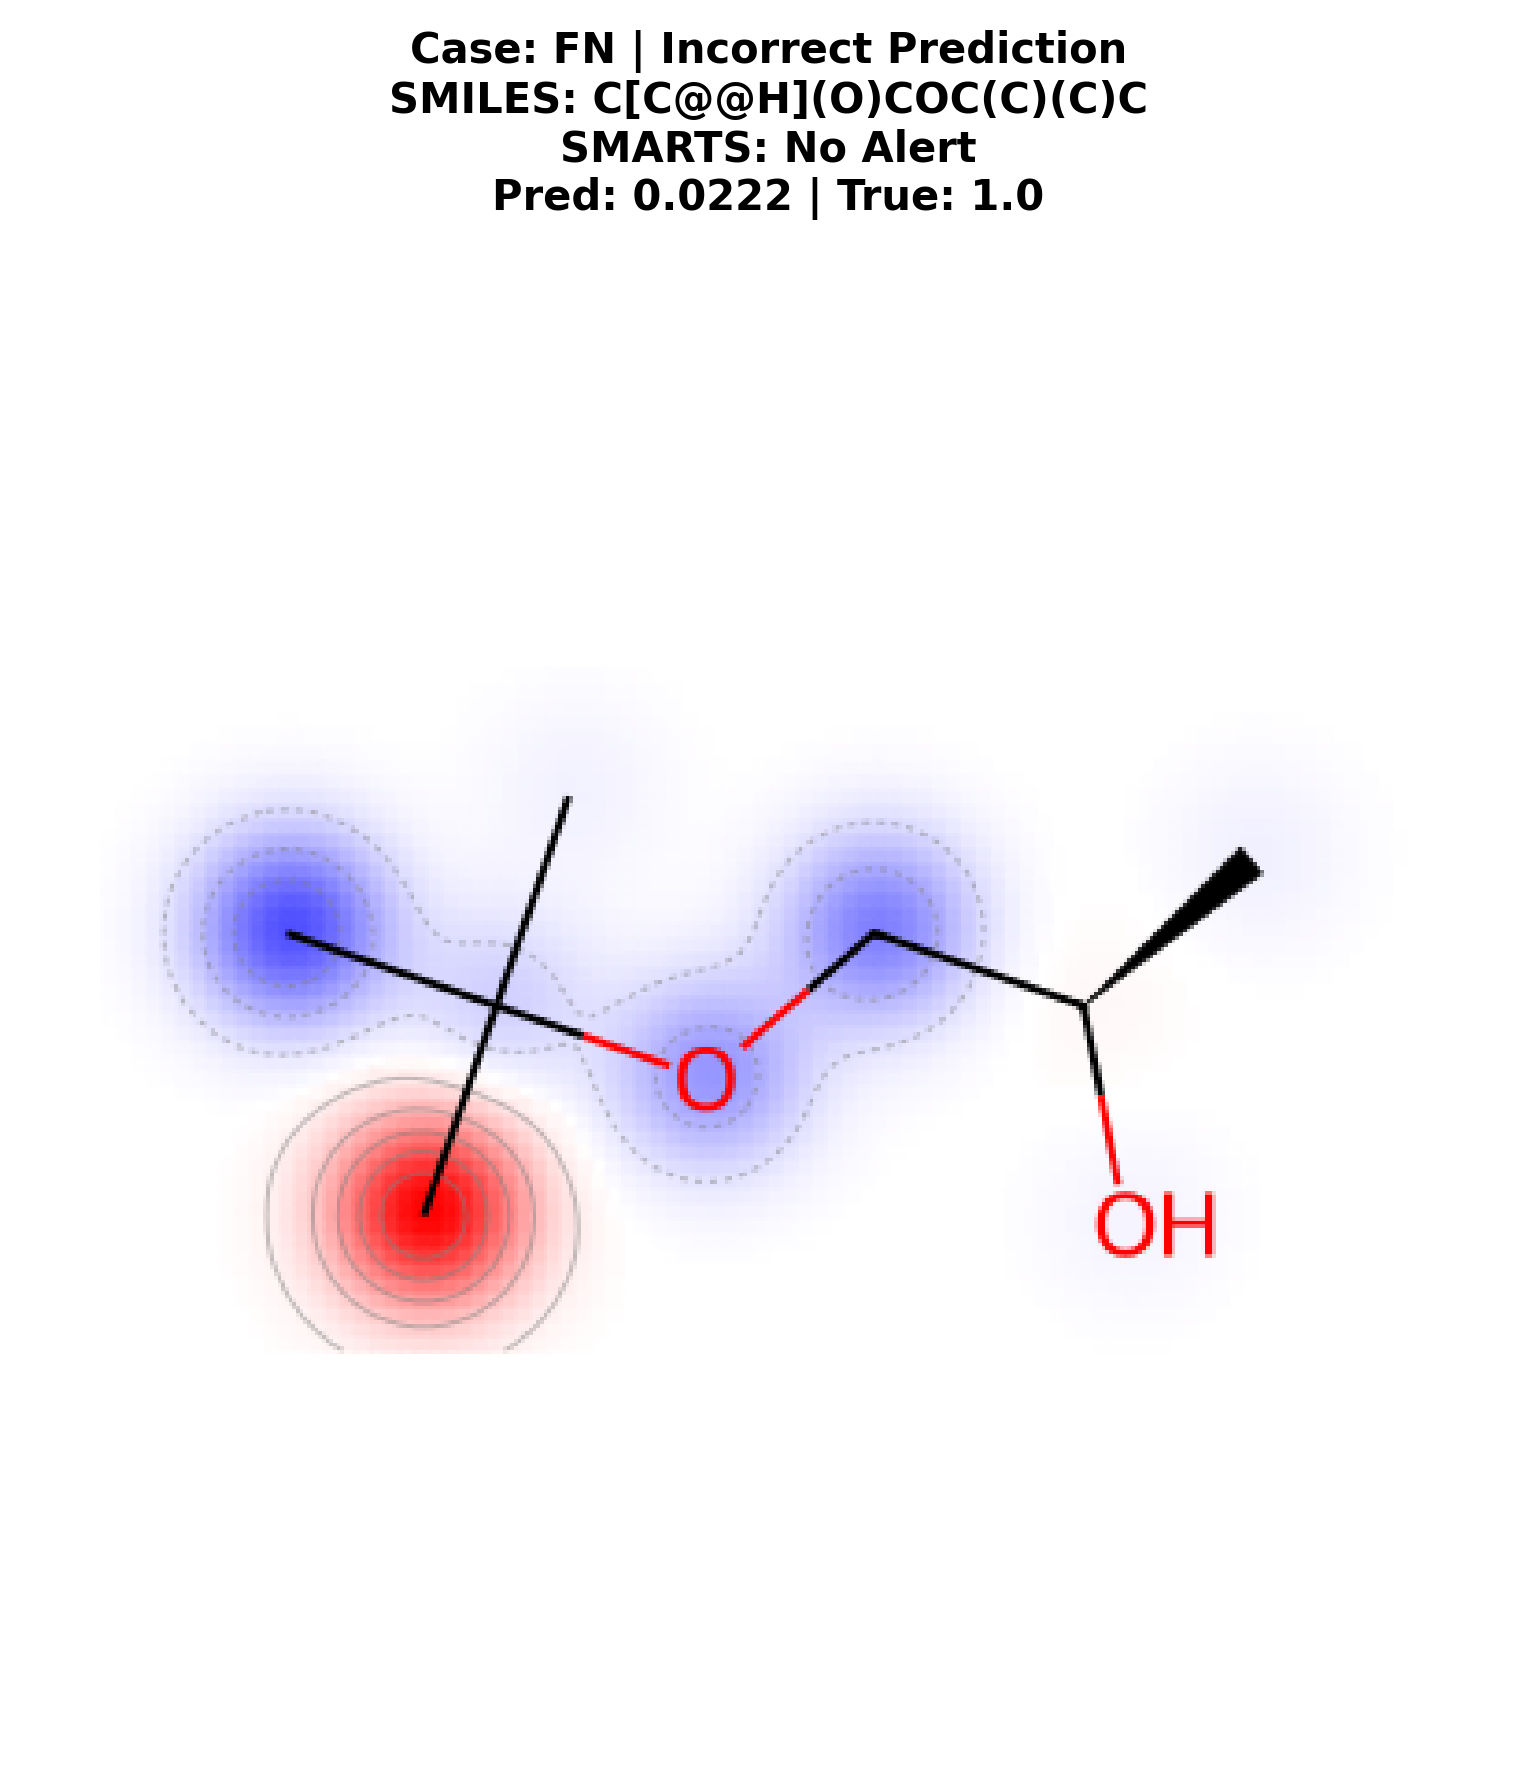 Case: FN | Incorrect Prediction
SMILES: C[C@@H](O)COC(C)(C)C
SMARTS: No Alert
Pred: 0.0222 | True: 1.0
O
OH